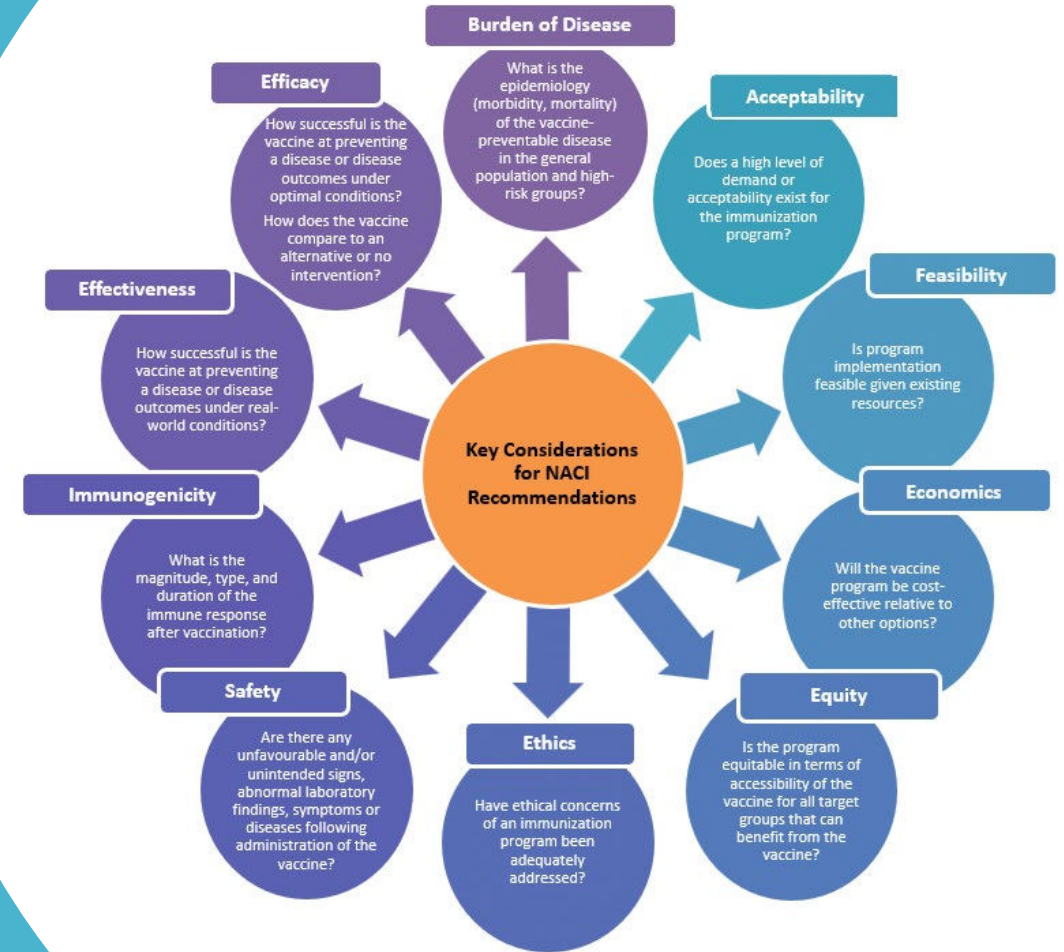 Burden of Disease
What is the
epidemiology
(morbidity, mortality)
of the vaccine-
preventable disease
in the general
population and high-
risk groups?
Acceptability
Does a high level of
demand or
acceptability exist for
the immunization
program?
Feasibility
Is program
implementation
feasible given existing
resources?
Economics
Will the vaccine
program be cost-
effective relative to
other options?
Equity
Is the program
equitable in terms of
accessibility of the
vaccine for all target
groups that can
benefit from the
vaccine?
Ethics
Have ethical concerns
of an immunization
program been
adequately
addressed?
Safety
Are there any
unfavourable and/or
unintended signs,
abnormal laboratory
findings, symptoms or
diseases following
administration of the
vaccine?
Immunogenicity
What is the
magnitude, type, and
duration of the
immune response
after vaccination?
Effectiveness
How successful is the
vaccine at preventing
a disease or disease
outcomes under real-
world conditions?
Efficacy
How successful is the
vaccine at preventing
a disease or disease
outcomes under
optimal conditions?
How does the vaccine
compare to an
alternative or no
intervention?
Key Considerations
for NACI
Recommendations